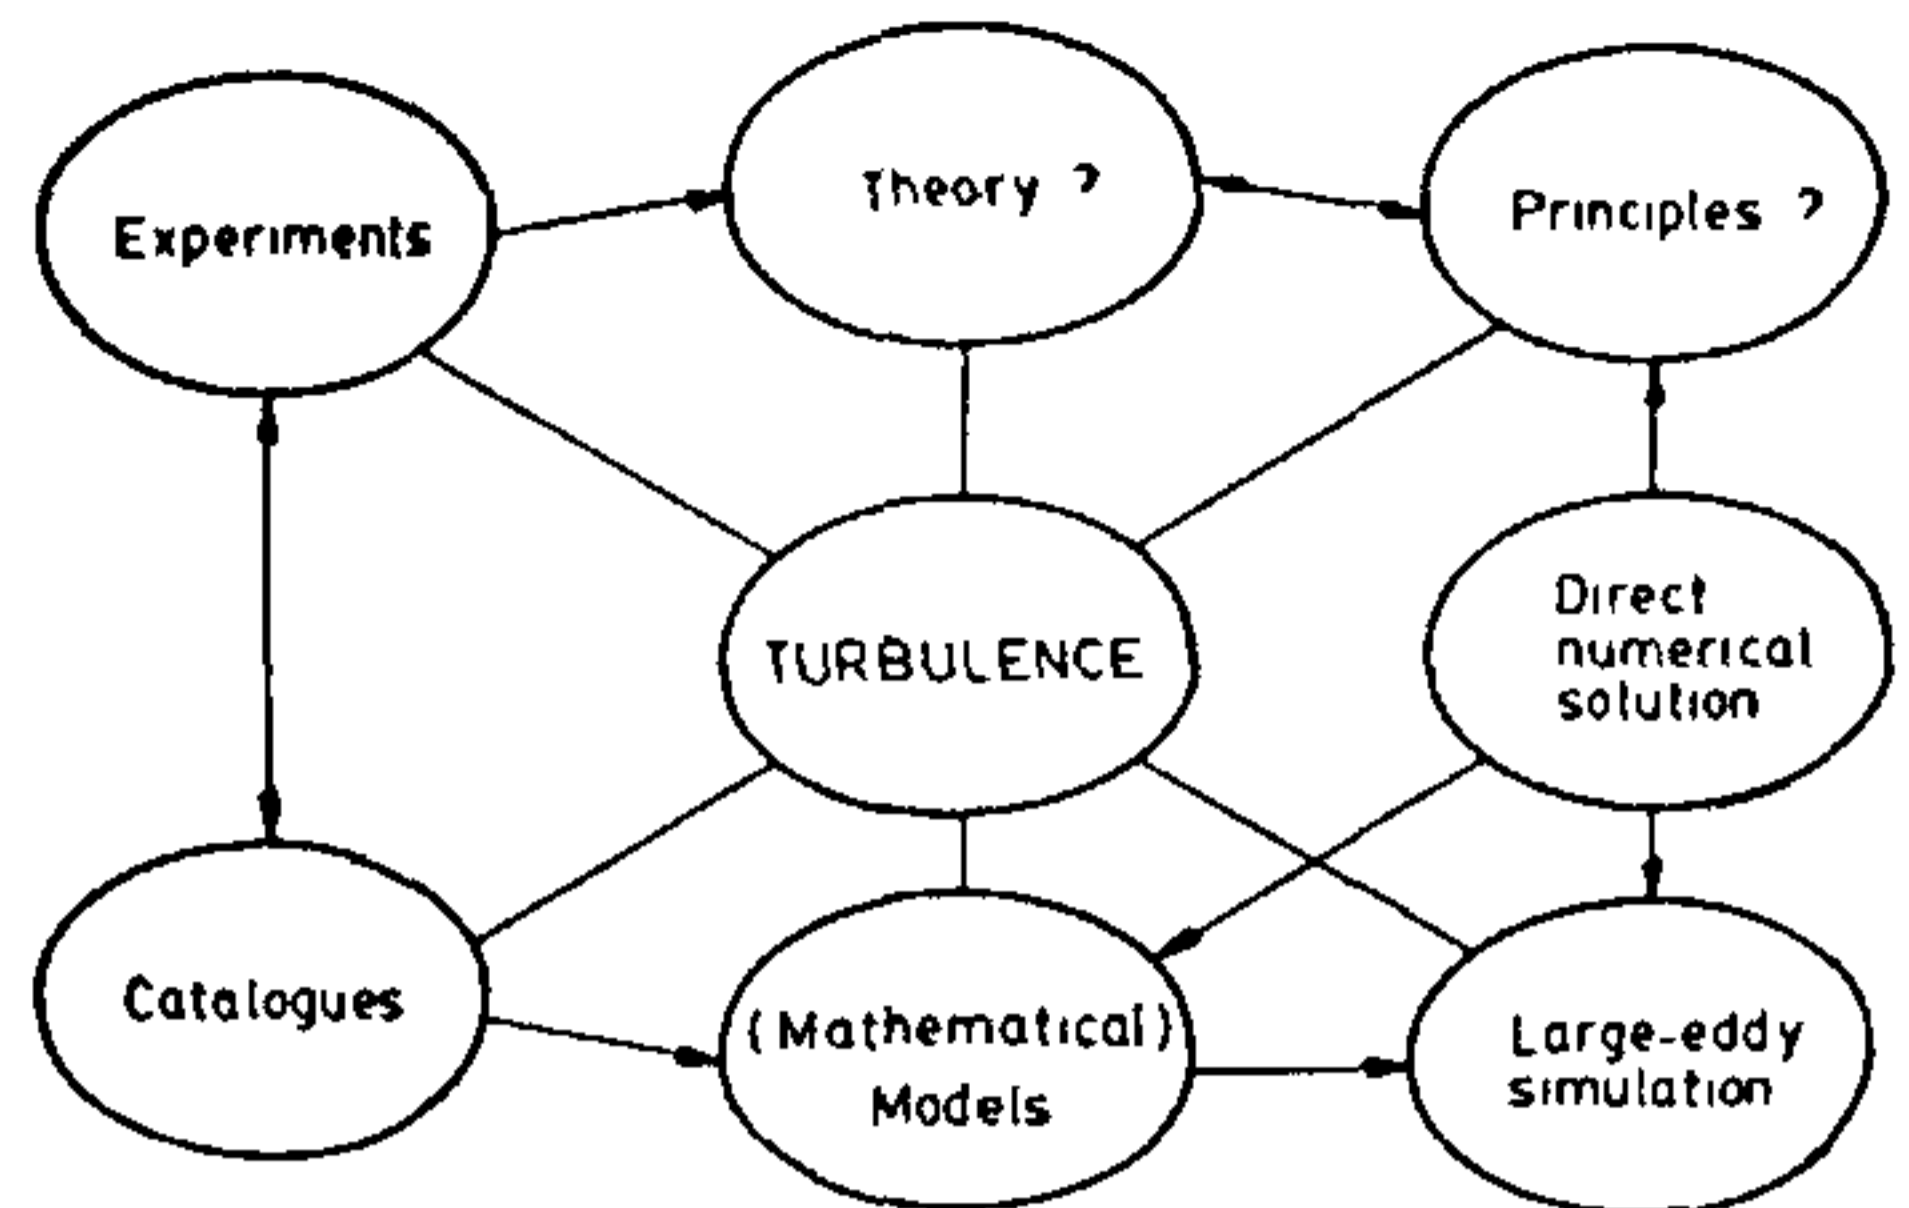 Experiments
Theory ?
Principles ?
TURBULENCE
Direct
numerical
solution
Catalogues
(Mathematical)
Models
Large-eddy
simulation